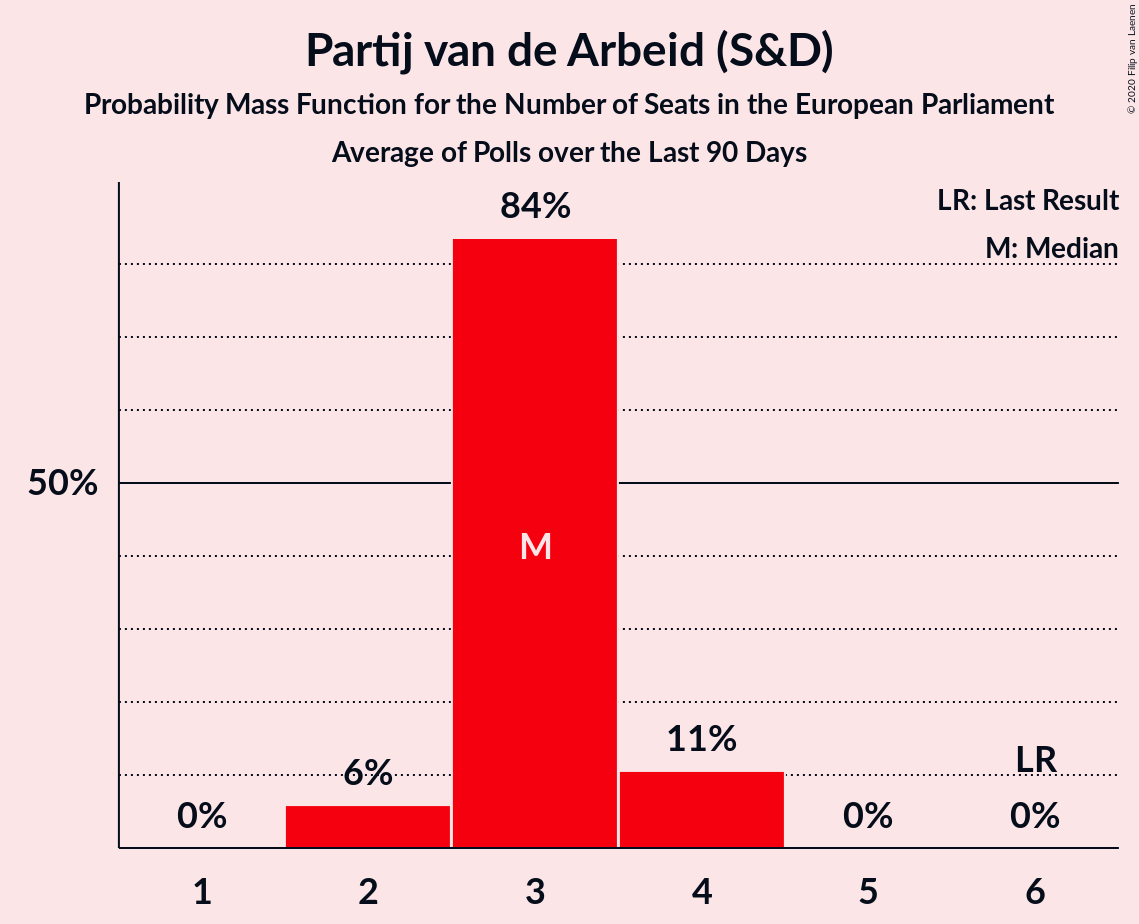 Partij van de Arbeid (S&D)
Probability Mass Function for the Number of Seats in the European Parliament
Average of Polls over the Last 90 Days
© 2020 Filip van Laenen
LR: Last Result
M: Median
84%
50%
M
11%
6%
LR
0%
0%
0%
1 2 3 4 5 6